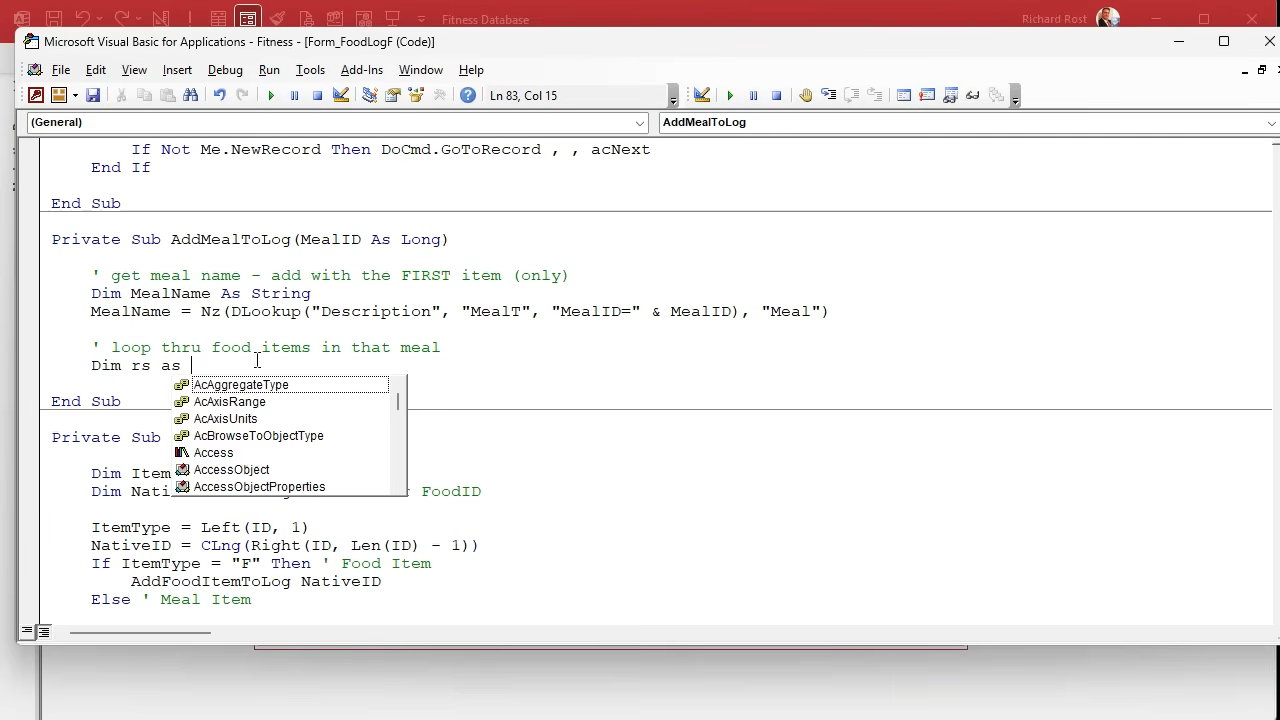 Fitness Database
Richard Rost
Microsoft Visual Basic for Applications - Fitness - [Form_FoodLogF (Code)]
File Edit View Insert Format Debug Run Tools Add-Ins Window Help
Ln 83, Col 15
(General)
AddMealToLog
If Not Me.NewRecord Then DoCmd.GoToRecord , , acNext
End If
End Sub
Private Sub AddMealToLog(MealID As Long)
' get meal name - add with the FIRST item (only)
Dim MealName As String
MealName = Nz(DLookup("Description", "MealT", "MealID=" & MealID), "Meal")
' loop thru food items in that meal
Dim rs as
AcAggregateType
AcAxisRange
AcAxisUnits
AcBrowseToObjectType
Access
AccessObject
AccessObjectProperties
End Sub
Private Sub
Dim Item
Dim Nati
FoodID
ItemType = Left(ID, 1)
NativeID = CLng(Right(ID, Len(ID) - 1))
If ItemType = "F" Then ' Food Item
AddFoodItemToLog NativeID
Else ' Meal Item